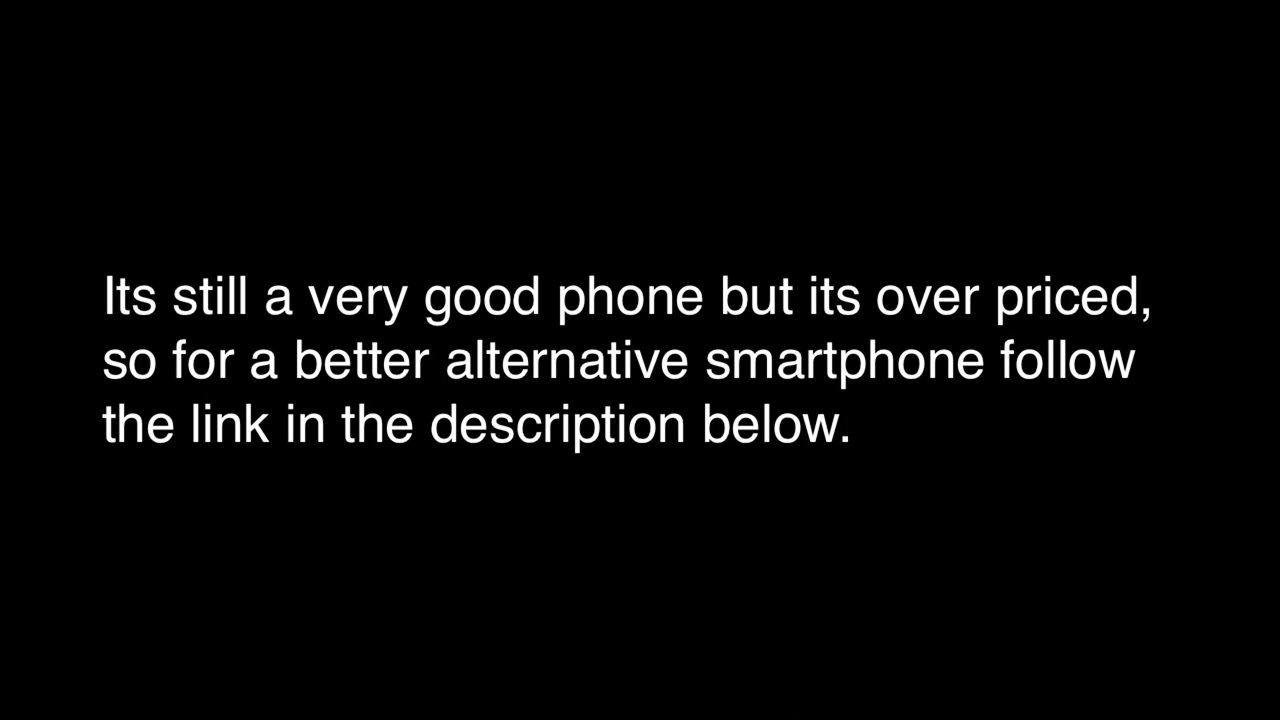 Its still a very good phone but its over priced,
so for a better alternative smartphone follow
the link in the description below.